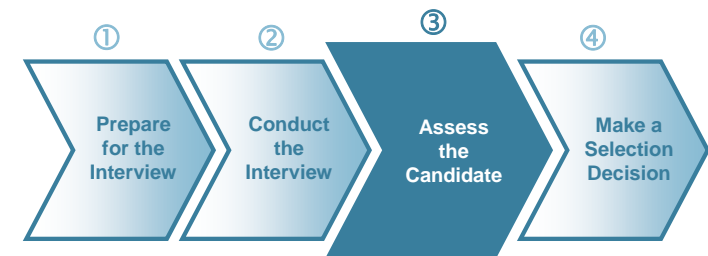 ①
Prepare
for the
Interview
②
Conduct
the
Interview
③
Assess
the
Candidate
④
Make a
Selection
Decision